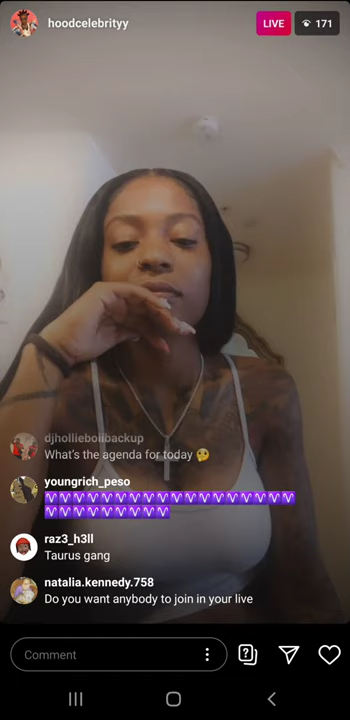 hoodcelebrityy
LIVE 171
djholliebollbackup
What's the agenda for today 🤔
youngrich_peso
♈♈♈♈♈♈♈♈♈♈♈♈♈♈♈♈♈♈
♈♈♈♈♈♈♈♈♈
raz3_h3ll
Taurus gang
natalia.kennedy.758
Do you want anybody to join in your live
Comment